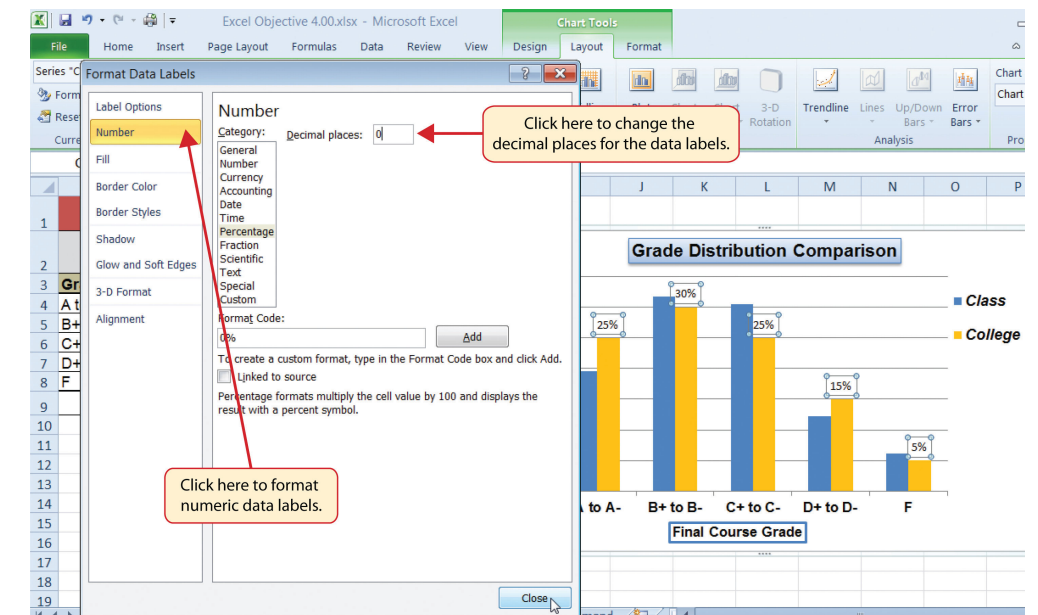 Excel Objective 4.00.xlsx - Microsoft Excel
Chart Tools
File Home Insert Page Layout Formulas Data Review View Design Layout Format
Series "C
Format Data Labels
Form
Rese
Curre
Label Options
Number
Fill
Border Color
Border Styles
Shadow
Glow and Soft Edges
3-D Format
Alignment
Number
Category: Decimal places: 0
General
Number
Currency
Accounting
Date
Time
Percentage
Fraction
Scientific
Text
Special
Custom
Format Code:
0%
Add
To create a custom format, type in the Format Code box and click Add.
Linked to source
Percentage formats multiply the cell value by 100 and displays the
result with a percent symbol.
Close
Click here to change the
decimal places for the data labels.
Click here to format
numeric data labels.
3-D
Rotation
Trendline
Lines
Up/Down
Bars
Error
Bars
Analysis
Chart
Chart
Pro
J K L M N O P
1
2
3 Gr
4 A t
5 B+
6 C+
7 D+
8 F
9
10
11
12
13
14
15
16
17
18
19
Grade Distribution Comparison
25%
30%
25%
15%
5%
Class
College
to A- B+ to B- C+ to C- D+ to D- F
Final Course Grade